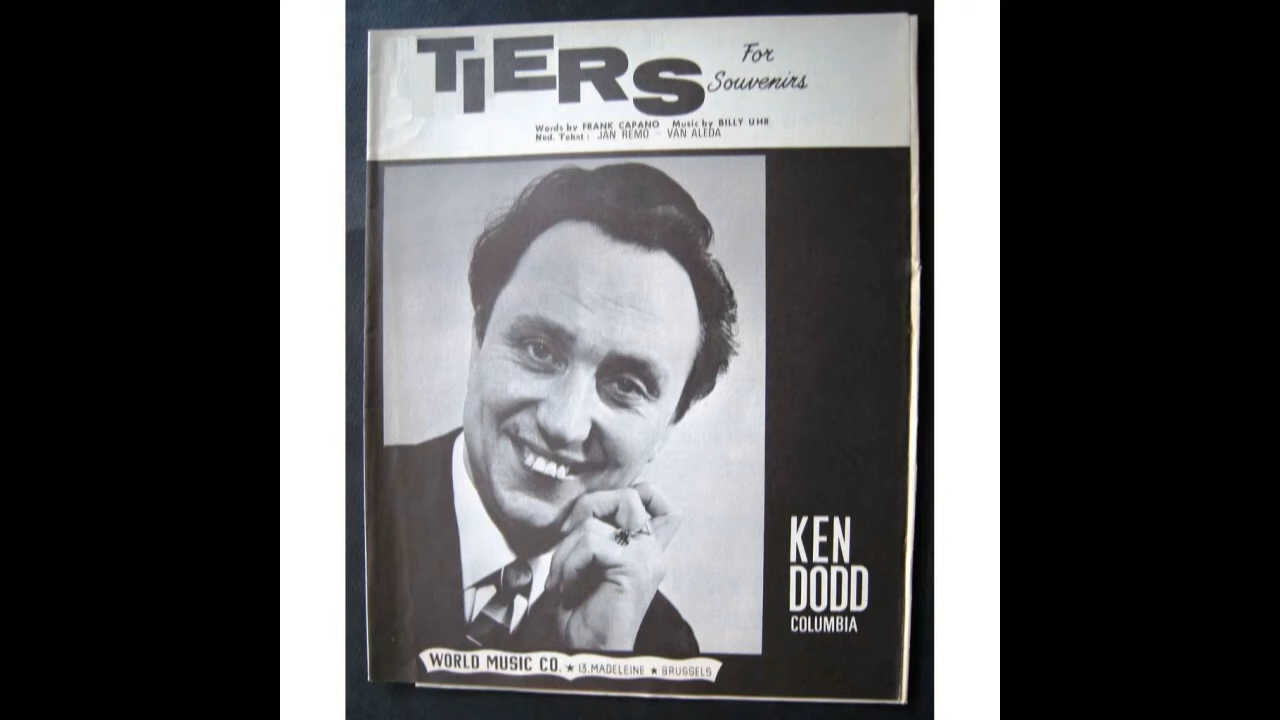 TIERS For
Souvenirs
Words by FRANK CAPANO Music by BILLY UHR
Ned. Tekst : JAN REMO - VAN ALEDA
KEN
DODD
COLUMBIA
WORLD MUSIC CO. ★ 13.MADELEINE ★ BRUSSELS